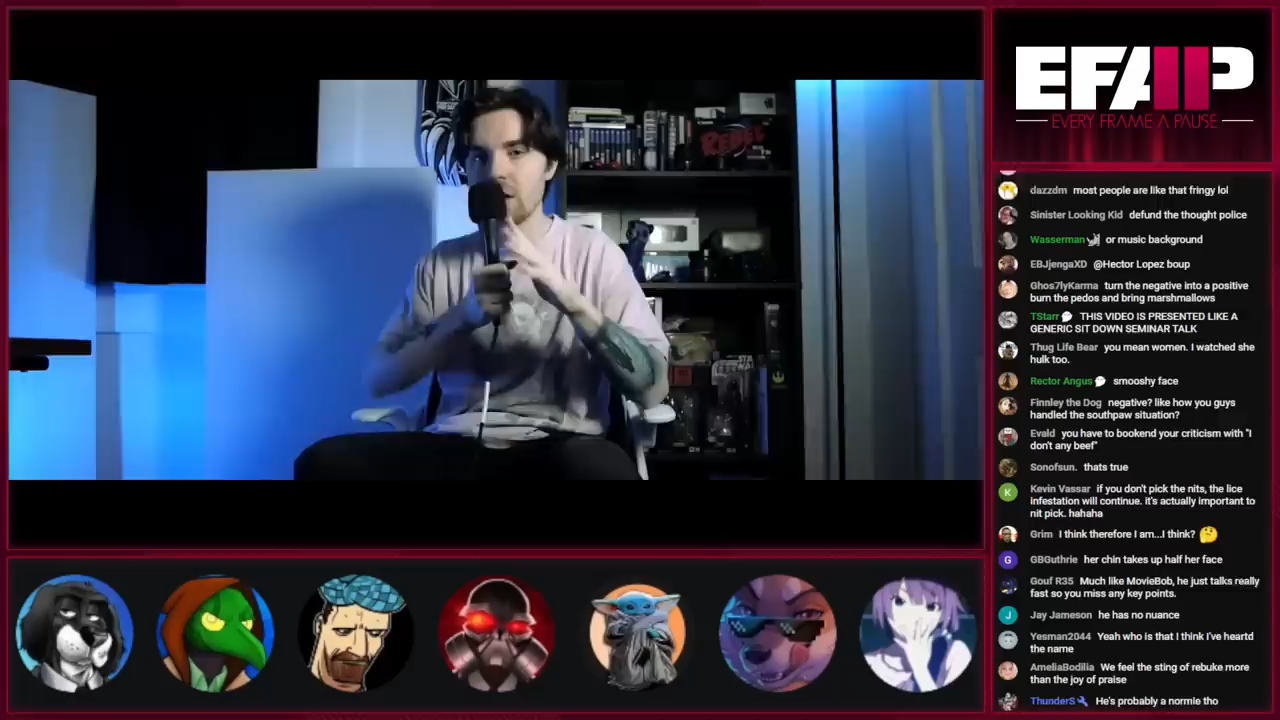 REBEL
STAR
WARS
EFAP
EVERY FRAME A PAUSE
dazzdm most people are like that fringy lol
Sinister Looking Kid defund the thought police
Wasserman or music background
EBJjengaXD @Hector Lopez boup
Ghos7lyKarma turn the negative into a positive
burn the pedos and bring marshmallows
TStarr THIS VIDEO IS PRESENTED LIKE A
GENERIC SIT DOWN SEMINAR TALK
Thug Life Bear you mean women. I watched she
hulk too.
Rector Angus smooshy face
Finnley the Dog negative? like how you guys
handled the southpaw situation?
Evald you have to bookend your criticism with "I
don't any beef"
Sonofsun. thats true
K
Kevin Vassar if you don't pick the nits, the lice
infestation will continue. it's actually important to
nit pick. hahaha
Grim I think therefore I am...I think? 🤔
G
GBGuthrie her chin takes up half her face
Gouf R35 Much like MovieBob, he just talks really
fast so you miss any key points.
J
Jay Jameson he has no nuance
Yesman2044 Yeah who is that I think i've heartd
the name
AmeliaBodilia We feel the sting of rebuke more
than the joy of praise
ThunderS He's probably a normie tho